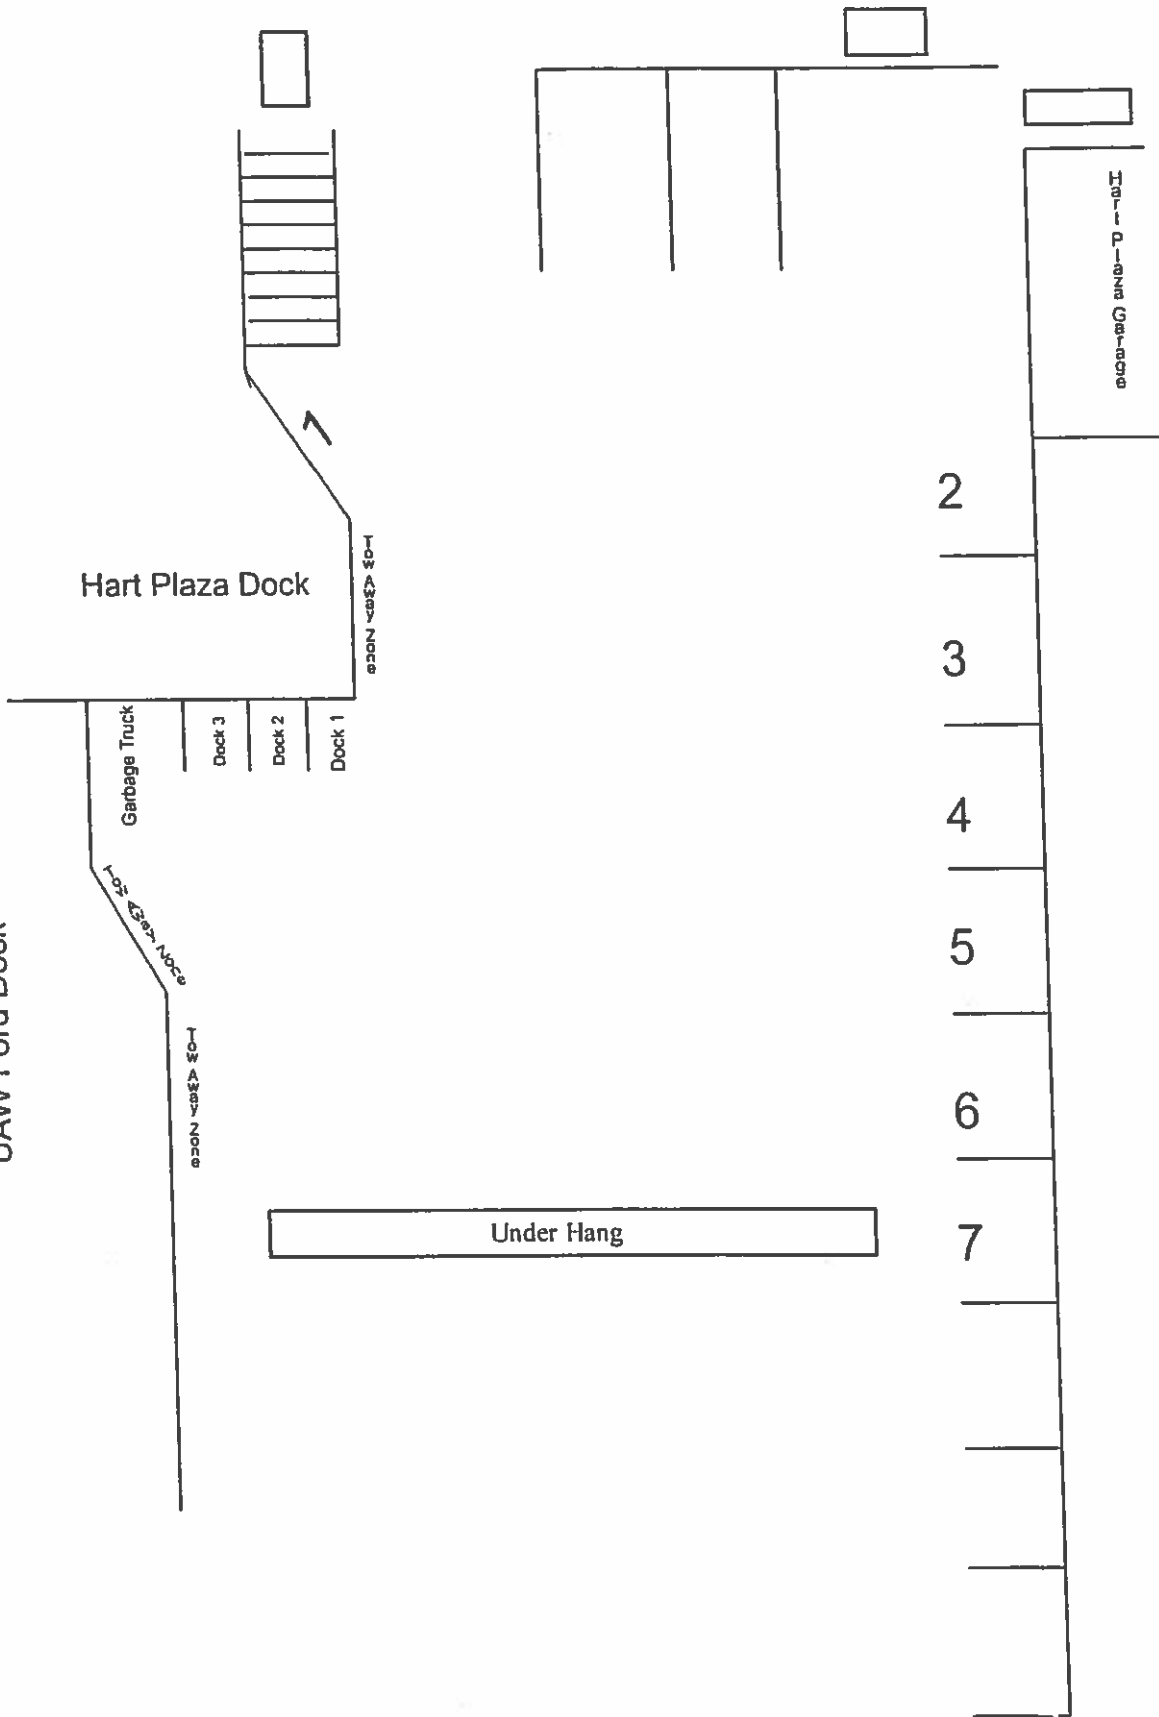 Hart Plaza Garage
1
2
Tow Away Zone
Hart Plaza Dock
3
Garbage Truck
Dock 3
Dock 2
Dock 1
4
Tow Away Zone
UAW Ford Dock
5
Tow Away Zone
6
Under Hang
7